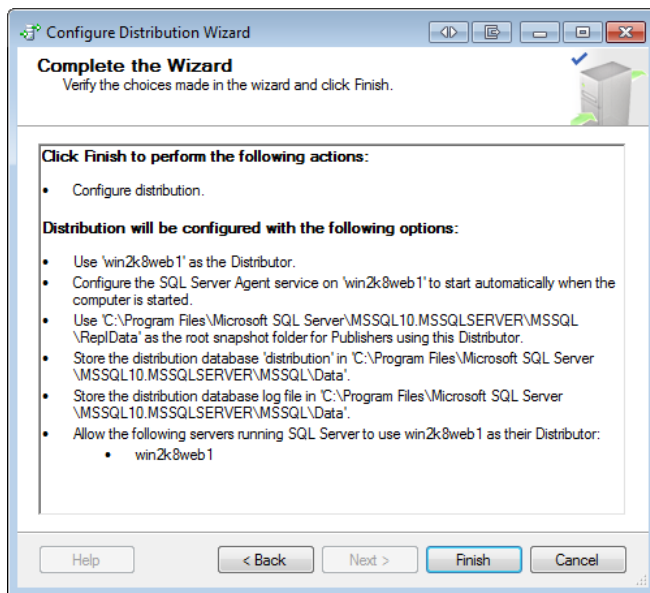 Configure Distribution Wizard
Complete the Wizard
Verify the choices made in the wizard and click Finish.
Click Finish to perform the following actions:
• Configure distribution.
Distribution will be configured with the following options:
• Use 'win2k8web1' as the Distributor.
• Configure the SQL Server Agent service on 'win2k8web1' to start automatically when the
computer is started.
• Use 'C:\Program Files\Microsoft SQL Server\MSSQL10.MSSQLSERVER\MSSQL
\ReplData' as the root snapshot folder for Publishers using this Distributor.
• Store the distribution database 'distribution' in 'C:\Program Files\Microsoft SQL Server
\MSSQL10.MSSQLSERVER\MSSQL\Data'.
• Store the distribution database log file in 'C:\Program Files\Microsoft SQL Server
\MSSQL10.MSSQLSERVER\MSSQL\Data'.
• Allow the following servers running SQL Server to use win2k8web1 as their Distributor:
• win2k8web1
Help < Back Next > Finish Cancel